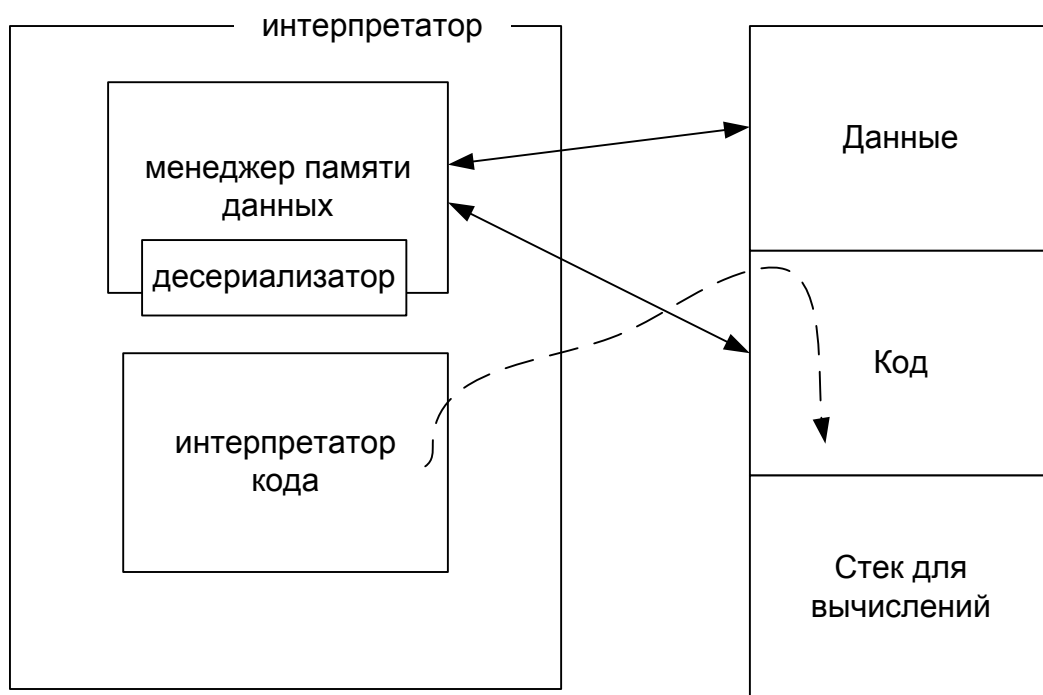 интерпретатор
менеджер памяти
данных
десериализатор
интерпретатор
кода
Данные
Код
Стек для
вычислений